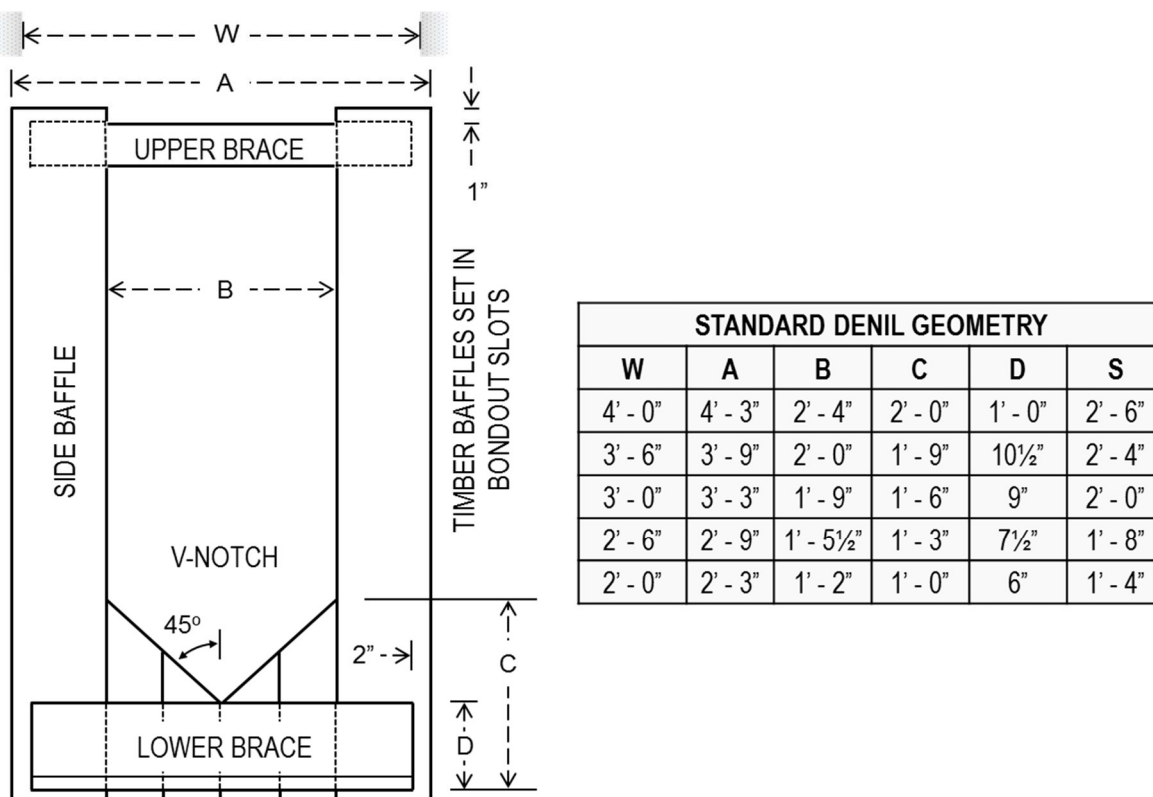 W
A
UPPER BRACE
1”
B
TIMBER BAFFLES SET IN
BONDOUT SLOTS
SIDE BAFFLE
V-NOTCH
45º
2”
C
D
LOWER BRACE
STANDARD DENIL GEOMETRY
W A B C D S
4’ - 0” 4’ - 3” 2’ - 4” 2’ - 0” 1’ - 0” 2’ - 6”
3’ - 6” 3’ - 9” 2’ - 0” 1’ - 9” 10½” 2’ - 4”
3’ - 0” 3’ - 3” 1’ - 9” 1’ - 6” 9” 2’ - 0”
2’ - 6” 2’ - 9” 1’ - 5½” 1’ - 3” 7½” 1’ - 8”
2’ - 0” 2’ - 3” 1’ - 2” 1’ - 0” 6” 1’ - 4”